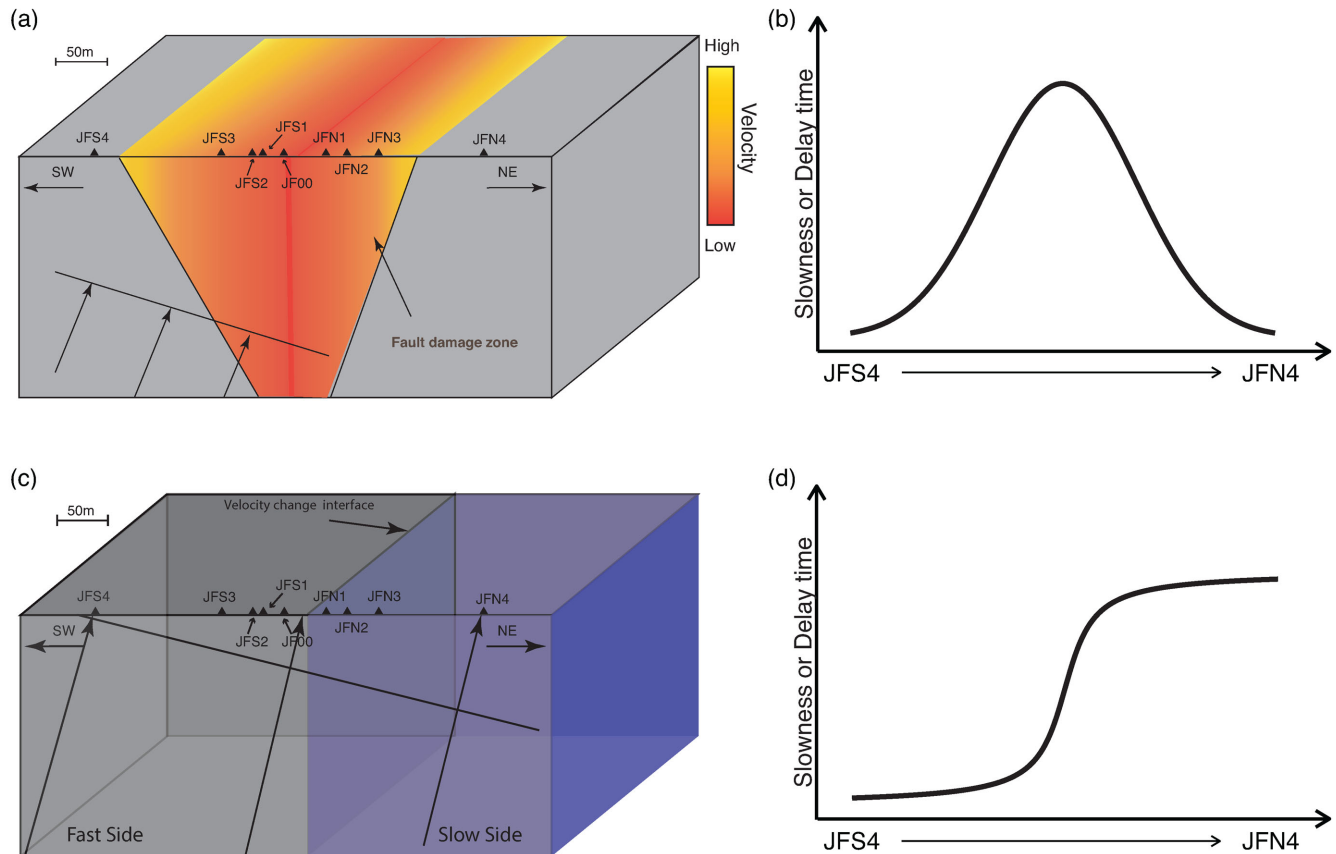 (a)
50m
High
Velocity
Low
JFS4
JFS3
JFS1
JFN1
JFN3
JFN4
JFS2
JF00
JFN2
SW
NE
Fault damage zone
(b)
Slowness or Delay time
JFS4
JFN4
(c)
50m
Velocity change interface
JFS4
JFS3
JFS1
JFN1
JFN3
JFN4
JFS2
JF00
JFN2
SW
NE
Fast Side
Slow Side
(d)
Slowness or Delay time
JFS4
JFN4